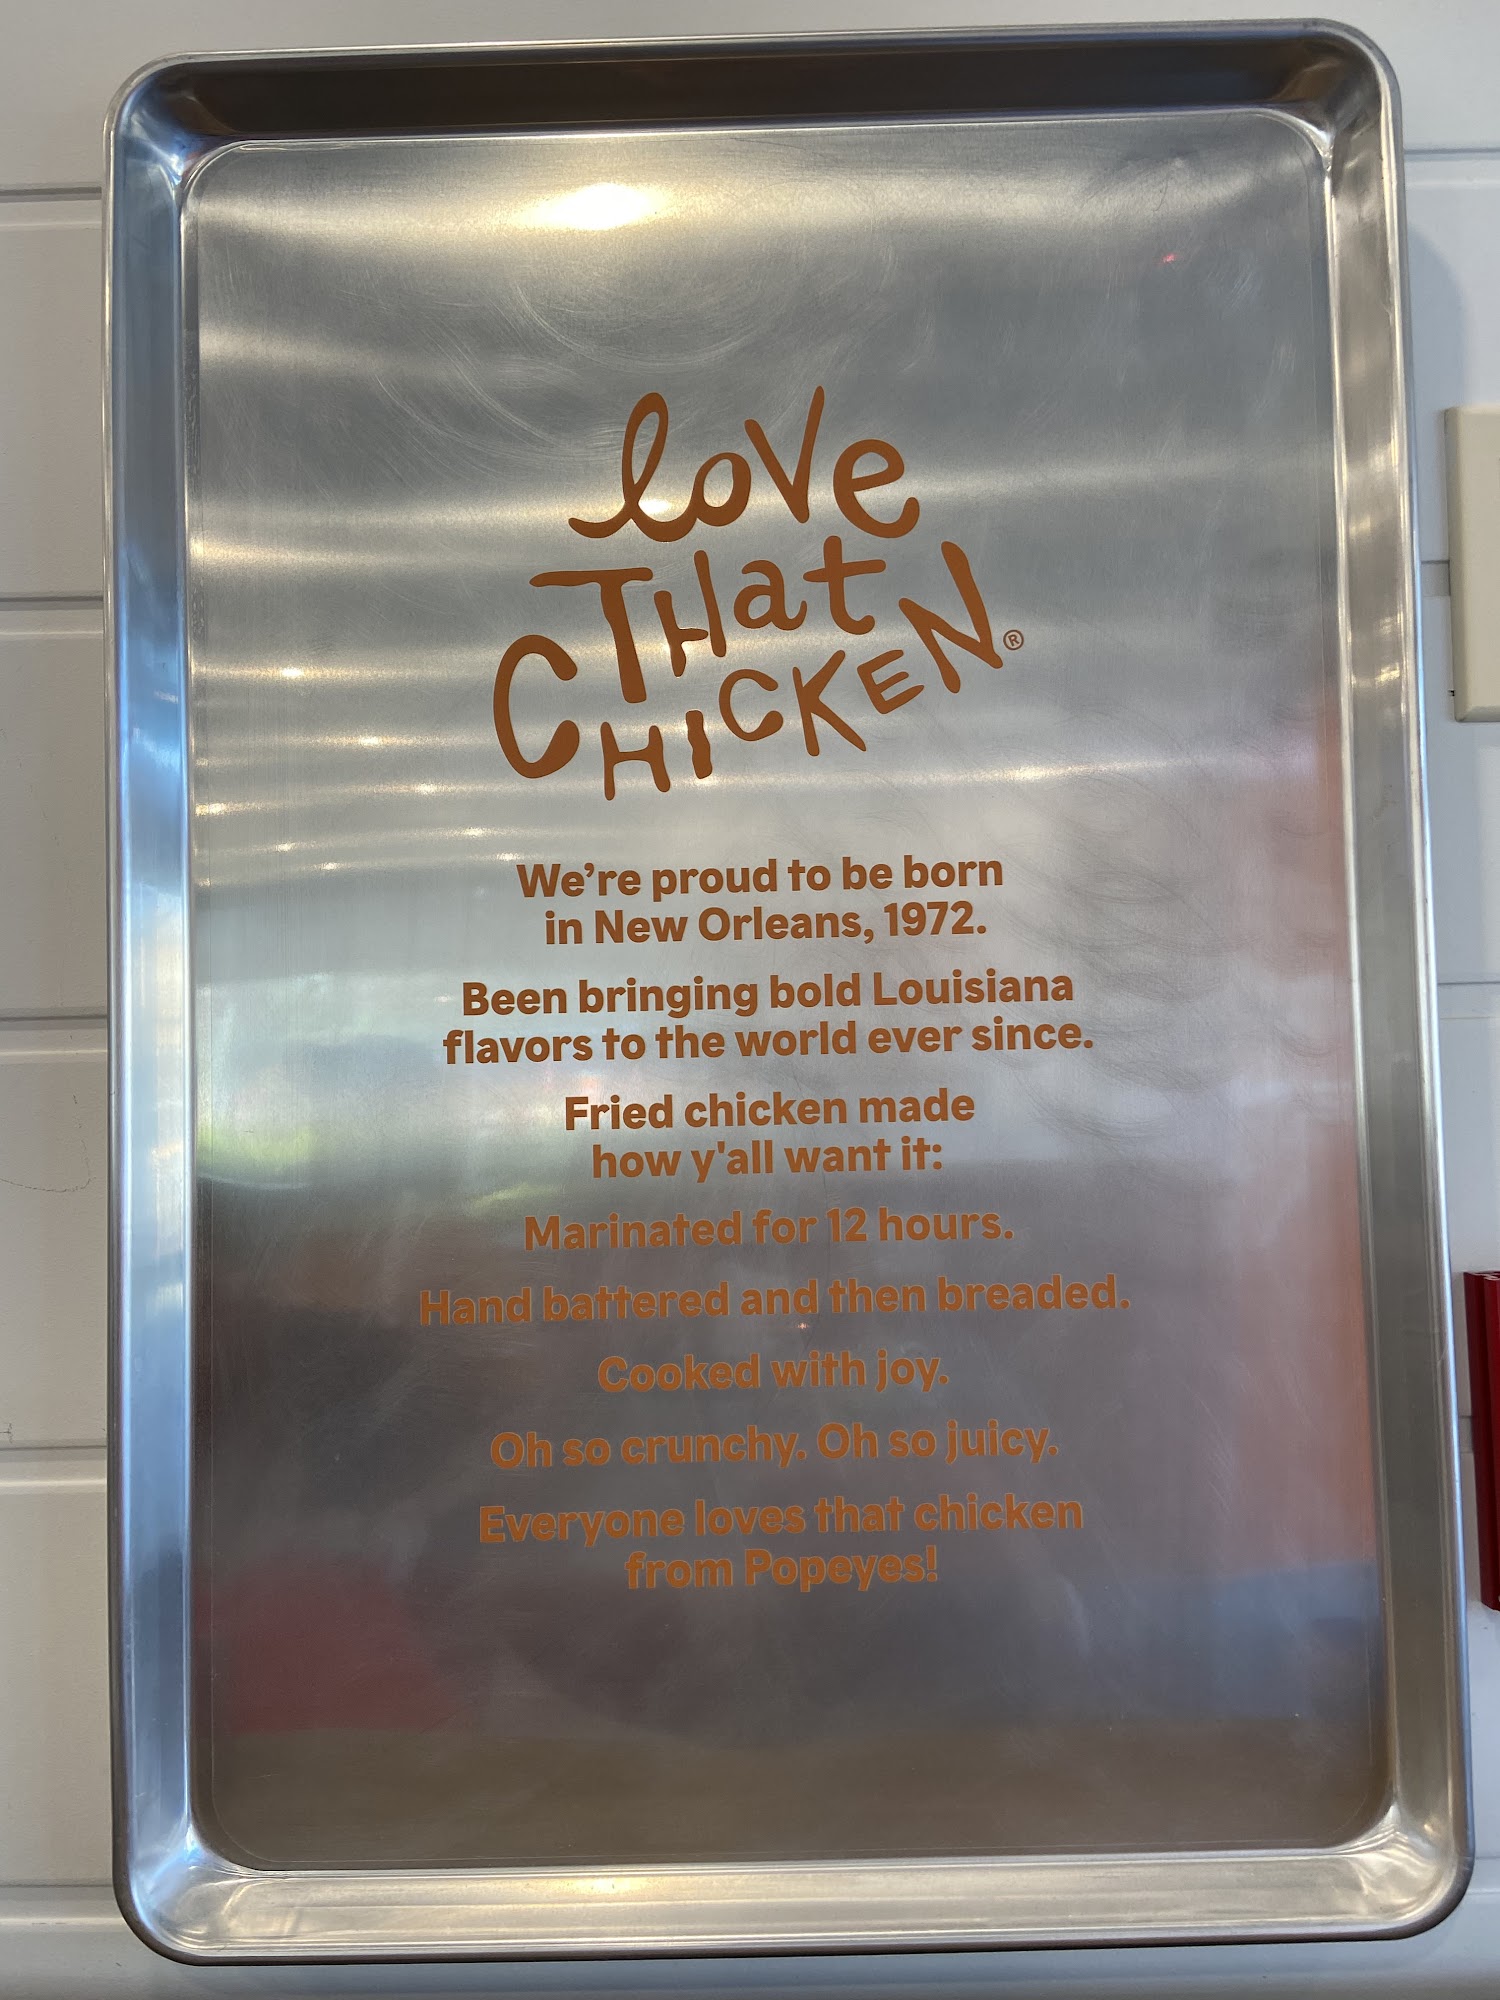 love
THat
CHICKEN®
We're proud to be born
in New Orleans, 1972.
Been bringing bold Louisiana
flavors to the world ever since.
Fried chicken made
how y'all want it:
Marinated for 12 hours.
Hand battered and then breaded.
Cooked with joy.
Oh so crunchy. Oh so juicy.
Everyone loves that chicken
from Popeyes!